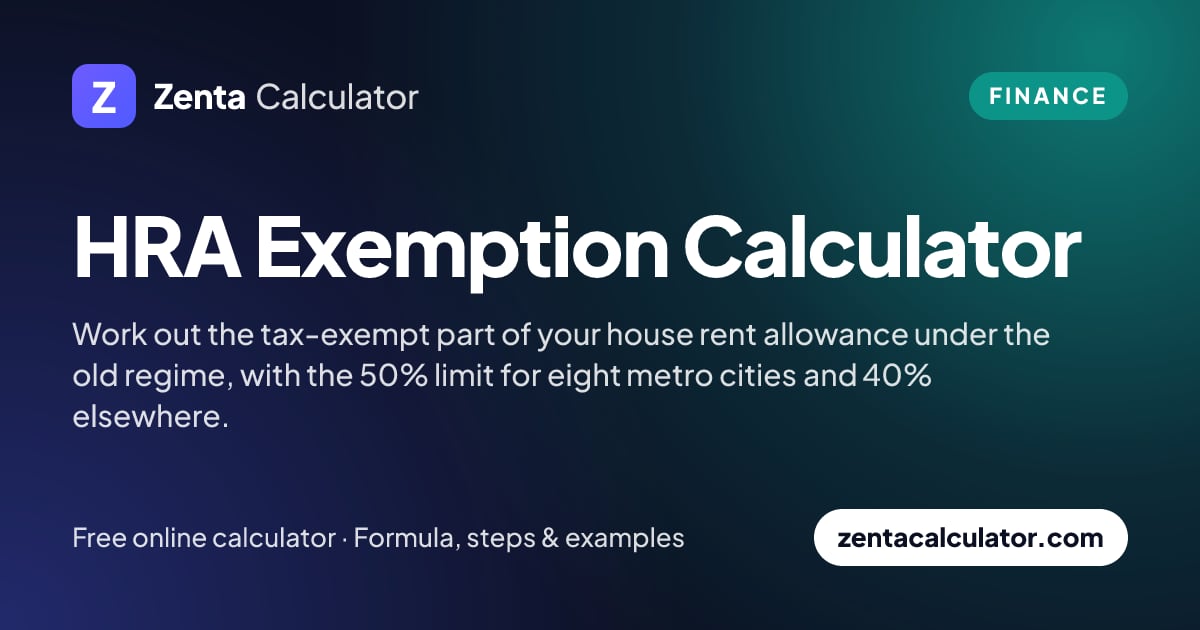 Z
Zenta Calculator
FINANCE
HRA Exemption Calculator
Work out the tax-exempt part of your house rent allowance under the
old regime, with the 50% limit for eight metro cities and 40%
elsewhere.
Free online calculator · Formula, steps & examples
zentacalculator.com